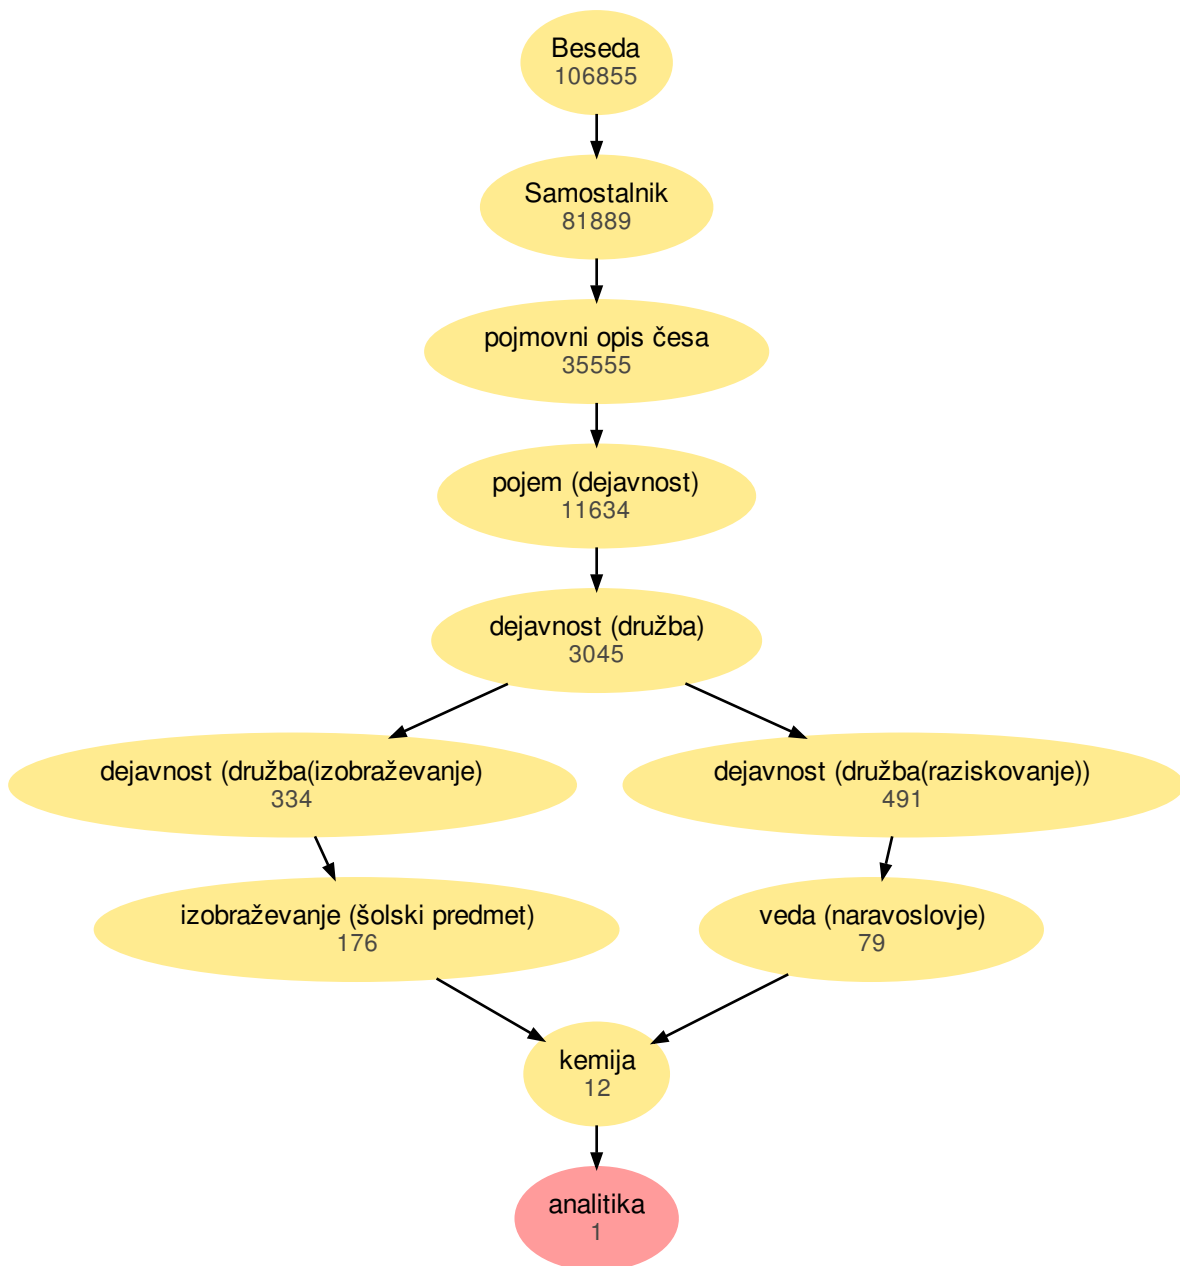 Beseda
106855
Samostalnik
81889
pojmovni opis česa
35555
pojem (dejavnost)
11634
dejavnost (družba)
3045
dejavnost (družba(izobraževanje)
334
dejavnost (družba(raziskovanje))
491
izobraževanje (šolski predmet)
176
veda (naravoslovje)
79
kemija
12
analitika
1